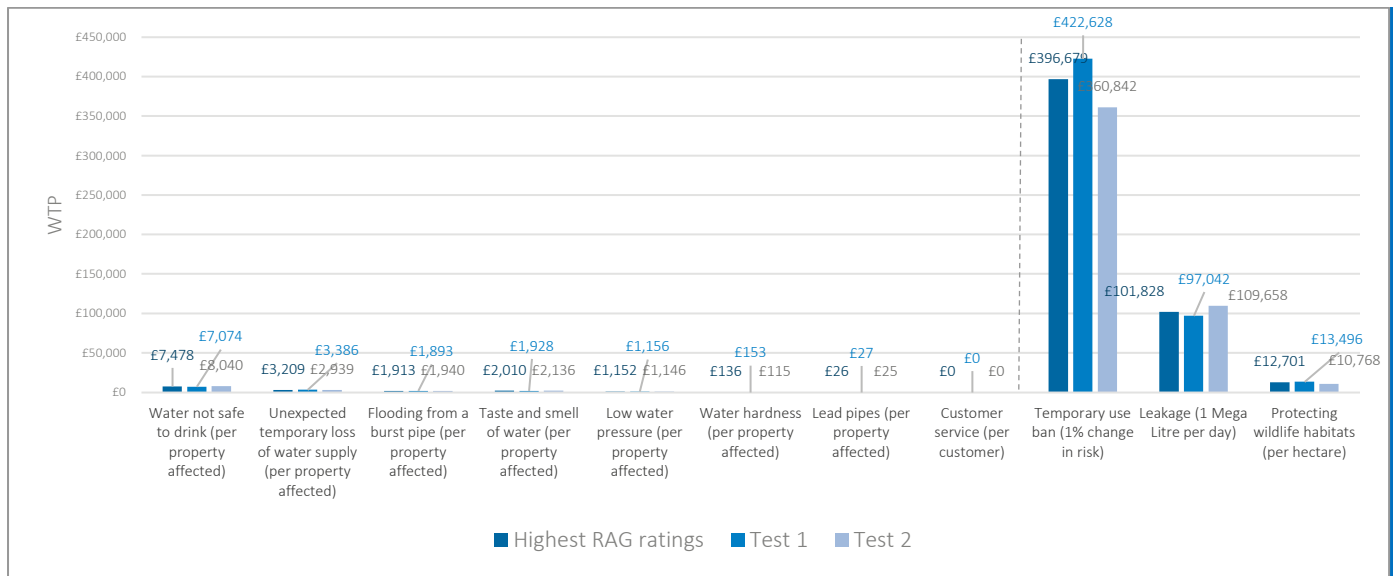 £422,628
£450,000
£396,679
£400,000
£360,842
£350,000
£300,000
£250,000
WTP
£200,000
£150,000
£101,828
£97,042
£109,658
£100,000
£7,478
£7,074
£8,040
£3,209
£3,386
£2,939
£1,913
£1,893
£1,940
£2,010
£1,928
£2,136
£1,152
£1,156
£1,146
£136
£153
£115
£26
£27
£25
£0
£0
£0
£12,701
£13,496
£10,768
£50,000
£0
Water not safe
to drink (per
property
affected)
Unexpected
temporary loss
of water supply
(per property
affected)
Flooding from a
burst pipe (per
property
affected)
Taste and smell
of water (per
property
affected)
Low water
pressure (per
property
affected)
Water hardness
(per property
affected)
Lead pipes (per
property
affected)
Customer
service (per
customer)
Temporary use
ban (1% change
in risk)
Leakage (1 Mega
Litre per day)
Protecting
wildlife habitats
(per hectare)
Highest RAG ratings
Test 1
Test 2